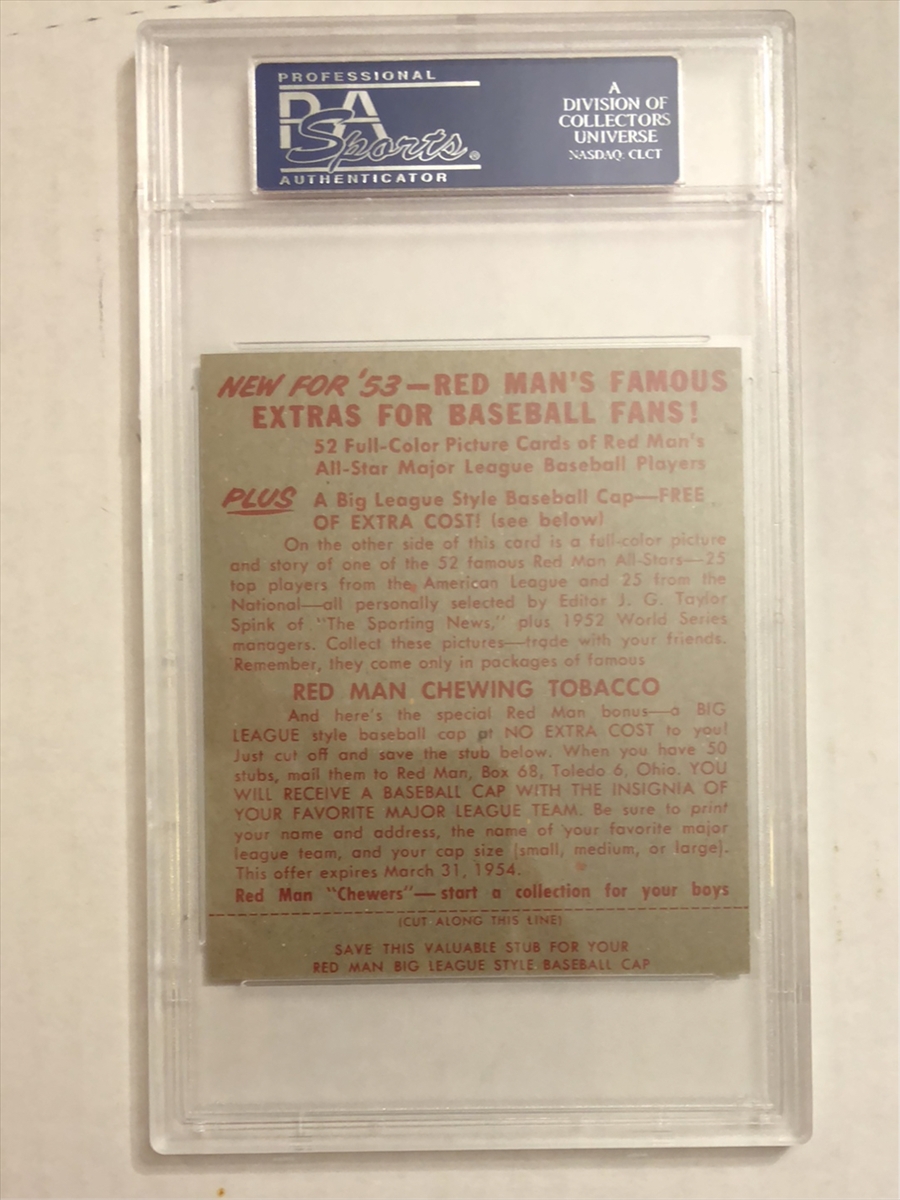 PROFESSIONAL
PSA
Sports®
AUTHENTICATOR
A
DIVISION OF
COLLECTORS
UNIVERSE
NASDAQ: CLCT
NEW FOR '53—RED MAN'S FAMOUS
EXTRAS FOR BASEBALL FANS!
52 Full-Color Picture Cards of Red Man's
All-Star Major League Baseball Players
PLUS A Big League Style Baseball Cap—FREE
OF EXTRA COST! (see below)
On the other side of this card is a full-color picture
and story of one of the 52 famous Red Man All-Stars—25
top players from the American League and 25 from the
National—all personally selected by Editor J. G. Taylor
Spink of "The Sporting News," plus 1952 World Series
managers. Collect these pictures—trade with your friends.
Remember, they come only in packages of famous
RED MAN CHEWING TOBACCO
And here's the special Red Man bonus—a BIG
LEAGUE style baseball cap at NO EXTRA COST to you!
Just cut off and save the stub below. When you have 50
stubs, mail them to Red Man, Box 68, Toledo 6, Ohio. YOU
WILL RECEIVE A BASEBALL CAP WITH THE INSIGNIA OF
YOUR FAVORITE MAJOR LEAGUE TEAM. Be sure to print
your name and address, the name of your favorite major
league team, and your cap size (small, medium, or large).
This offer expires March 31, 1954.
Red Man "Chewers"—start a collection for your boys
(CUT ALONG THIS LINE)
SAVE THIS VALUABLE STUB FOR YOUR
RED MAN BIG LEAGUE STYLE BASEBALL CAP